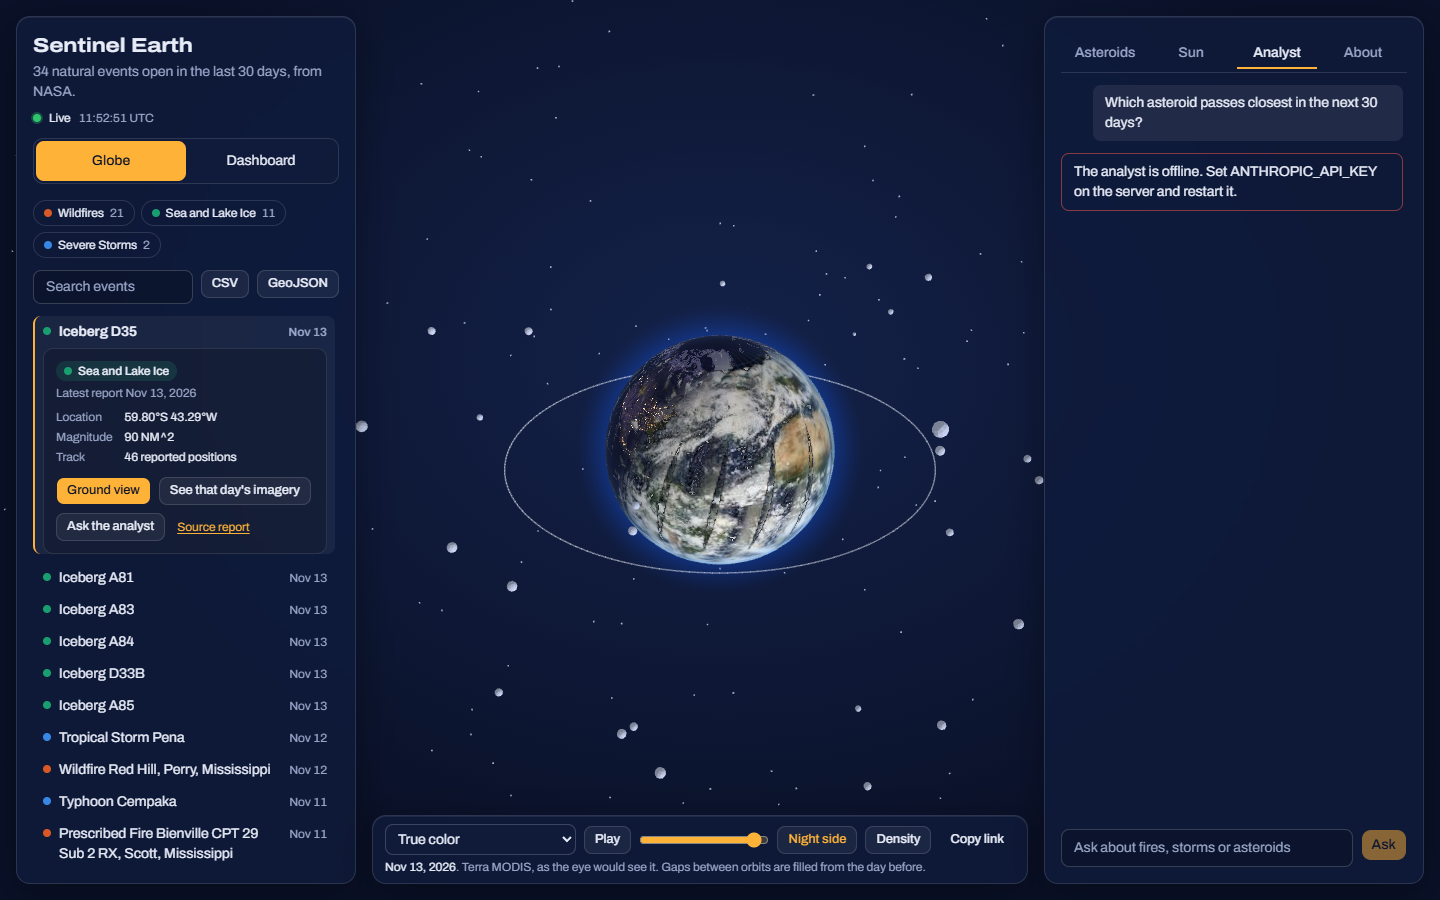 Sentinel Earth
34 natural events open in the last 30 days, from
NASA.
Live 11:52:51 UTC
Globe Dashboard
Wildfires 21 Sea and Lake Ice 11
Severe Storms 2
Search events CSV GeoJSON
Iceberg D35 Nov 13
Sea and Lake Ice
Latest report Nov 13, 2026
Location 59.80°S 43.29°W
Magnitude 90 NM^2
Track 46 reported positions
Ground view See that day's imagery
Ask the analyst Source report
Iceberg A81 Nov 13
Iceberg A83 Nov 13
Iceberg A84 Nov 13
Iceberg D33B Nov 13
Iceberg A85 Nov 13
Tropical Storm Pena Nov 12
Wildfire Red Hill, Perry, Mississippi Nov 12
Typhoon Cempaka Nov 11
Prescribed Fire Bienville CPT 29 Nov 11
Sub 2 RX, Scott, Mississippi
True color Play Night side Density Copy link
Nov 13, 2026. Terra MODIS, as the eye would see it. Gaps between orbits are filled from the day before.
Asteroids Sun Analyst About
Which asteroid passes closest in the next 30
days?
The analyst is offline. Set ANTHROPIC_API_KEY
on the server and restart it.
Ask about fires, storms or asteroids Ask